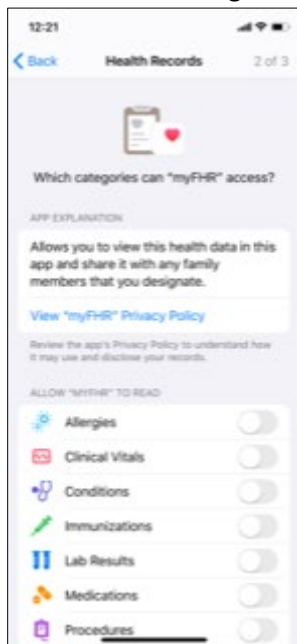 12:21
Back Health Records 2 of 3
Which categories can "myFHR" access?
APP EXPLANATION
Allows you to view this health data in this
app and share it with any family
members that you designate.
View "myFHR" Privacy Policy
Review the app's Privacy Policy to understand how
it may use and disclose your records.
ALLOW "MYFHR" TO READ
Allergies
Clinical Vitals
Conditions
Immunizations
Lab Results
Medications
Procedures